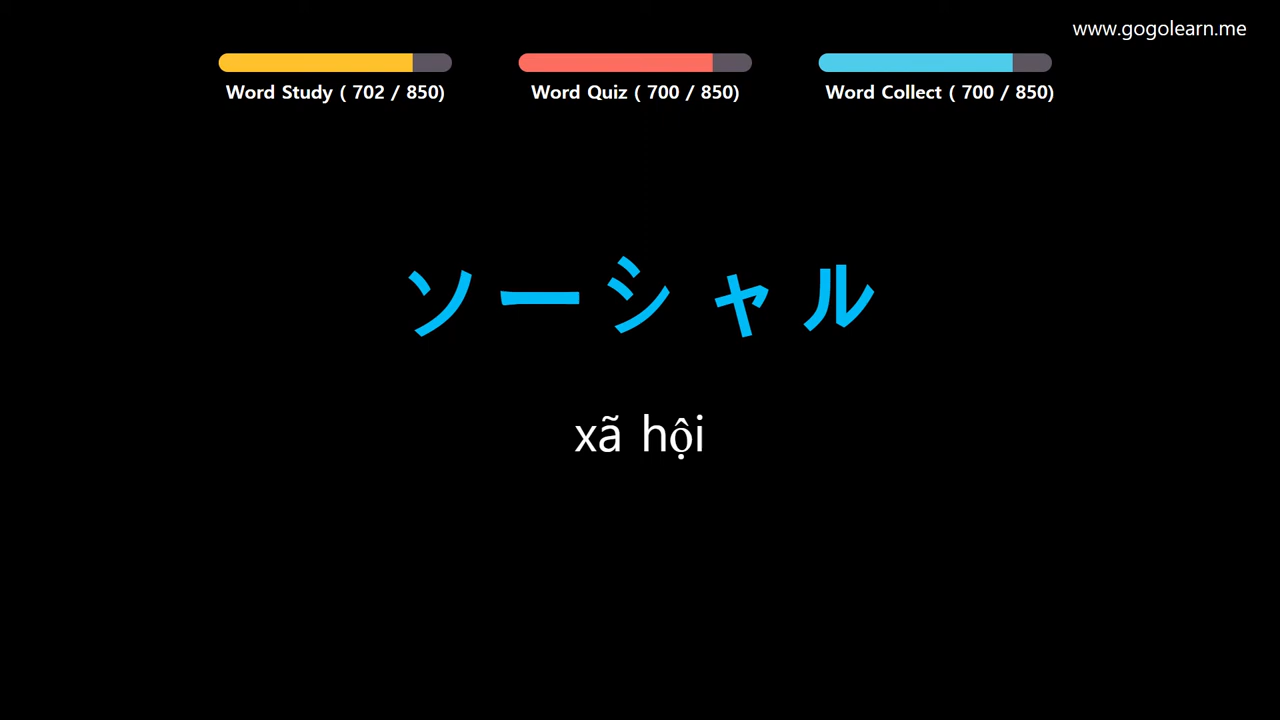 www.gogolearn.me
Word Study ( 702 / 850)
Word Quiz ( 700 / 850)
Word Collect ( 700 / 850)
ソーシャル
xã hội